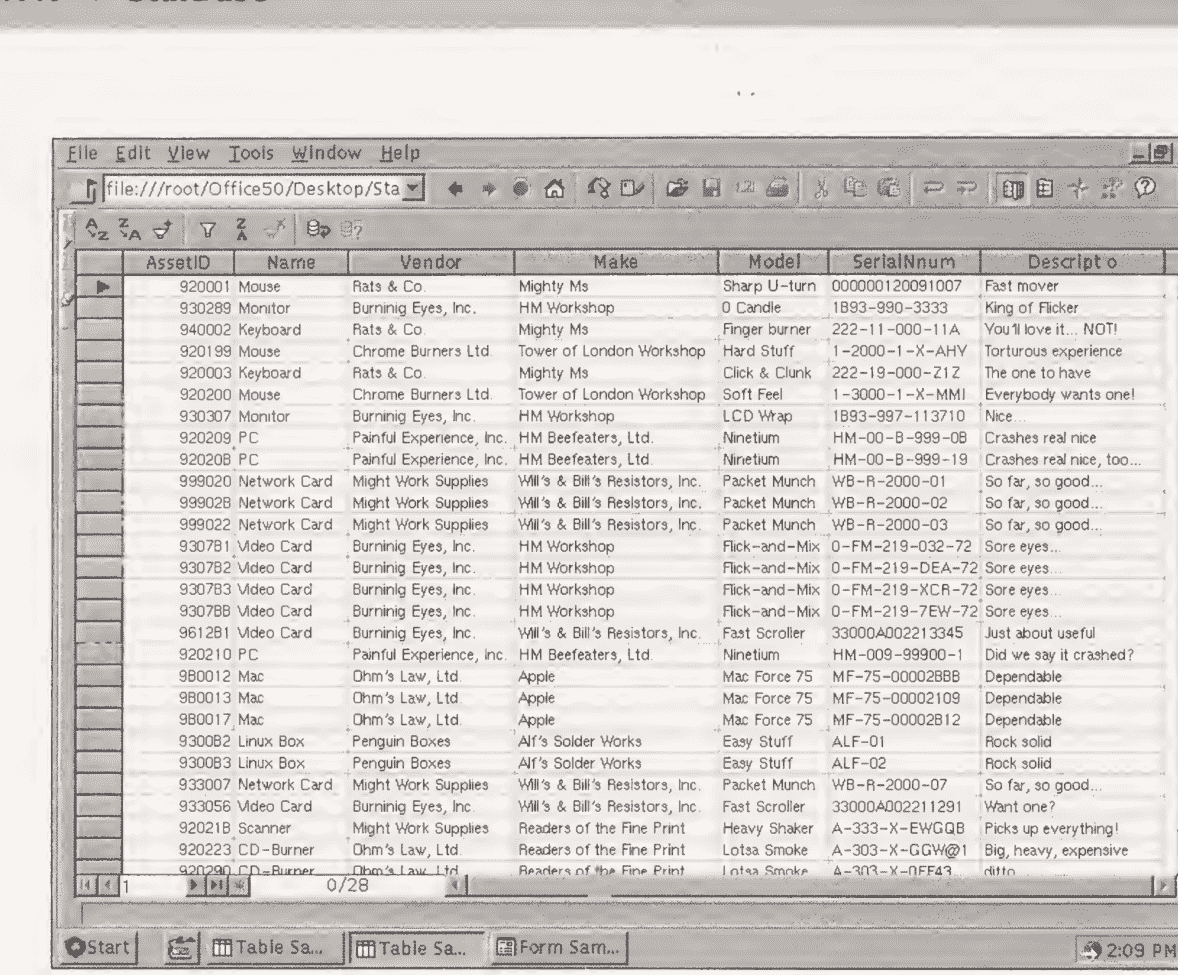 File Edit View Tools Window Help
file:///root/Office50/Desktop/Sta
AssetID Name Vendor Make Model SerialNnum Descript o
920001 Mouse Rats & Co. Mighty Ms Sharp U-turn 000000120091007 Fast mover
930289 Monitor Burninig Eyes, Inc. HM Workshop 0 Candle 1893-990-3333 King of Flicker
940002 Keyboard Rats & Co. Mighty Ms Finger burner 222-11-000-11A You'll love it... NOT!
920199 Mouse Chrome Burners Ltd. Tower of London Workshop Hard Stuff 1-2000-1-X-AHY Torturous experience
920003 Keyboard Rats & Co. Mighty Ms Click & Clunk 222-19-000-Z1Z The one to have
920200 Mouse Chrome Burners Ltd. Tower of London Workshop Soft Feel 1-3000-1-X-MMI Everybody wants one!
930307 Monitor Burninig Eyes, Inc. HM Workshop LCD Wrap 1893-997-113710 Nice...
920209 PC Painful Experience, Inc. HM Beefeaters, Ltd. Ninetium HM-00-B-999-08 Crashes real nice
920208 PC Painful Experience, Inc. HM Beefeaters, Ltd. Ninetium HM-00-B-999-19 Crashes real nice, too...
999020 Network Card Might Work Supplies Will's & Bill's Resistors, Inc. Packet Munch WB-R-2000-01 So far, so good...
999028 Network Card Might Work Supplies Will's & Bill's Resistors, Inc. Packet Munch WB-R-2000-02 So far, so good...
999022 Network Card Might Work Supplies Will's & Bill's Resistors, Inc. Packet Munch WB-R-2000-03 So far, so good...
930781 Video Card Burninig Eyes, Inc. HM Workshop Flick-and-Mix 0-FM-219-032-72 Sore eyes...
930782 Video Card Burninig Eyes, Inc. HM Workshop Flick-and-Mix 0-FM-219-DEA-72 Sore eyes...
930783 Video Card Burninig Eyes, Inc. HM Workshop Flick-and-Mix 0-FM-219-XCR-72 Sore eyes...
930788 Video Card Burninig Eyes, Inc. HM Workshop Flick-and-Mix 0-FM-219-7EW-72 Sore eyes...
961281 Video Card Burninig Eyes, Inc. Will's & Bill's Resistors, Inc. Fast Scroller 33000A002213345 Just about useful
920210 PC Painful Experience, Inc. HM Beefeaters, Ltd. Ninetium HM-009-99900-1 Did we say it crashed?
980012 Mac Ohm's Law, Ltd. Apple Mac Force 75 MF-75-00002888 Dependable
980013 Mac Ohm's Law, Ltd. Apple Mac Force 75 MF-75-00002109 Dependable
980017 Mac Ohm's Law, Ltd. Apple Mac Force 75 MF-75-00002812 Dependable
930082 Linux Box Penguin Boxes Alf's Solder Works Easy Stuff ALF-01 Rock solid
930083 Linux Box Penguin Boxes Alf's Solder Works Easy Stuff ALF-02 Rock solid
933007 Network Card Might Work Supplies Will's & Bill's Resistors, Inc. Packet Munch WB-R-2000-07 So far, so good...
933056 Video Card Burninig Eyes, Inc. Will's & Bill's Resistors, Inc. Fast Scroller 33000A002211291 Want one?
920218 Scanner Might Work Supplies Readers of the Fine Print Heavy Shaker A-333-X-EWGQB Picks up everything!
920223 CD-Burner Ohm's Law, Ltd. Readers of the Fine Print Lotsa Smoke A-303-X-GGW@1 Big, heavy, expensive
920290 CD-Burner Ohm's Law, Ltd. Readers of the Fine Print Lotsa Smoke ditto
1 0/28
Start Table Sa... Table Sa... Form Sam... 2:09 PM